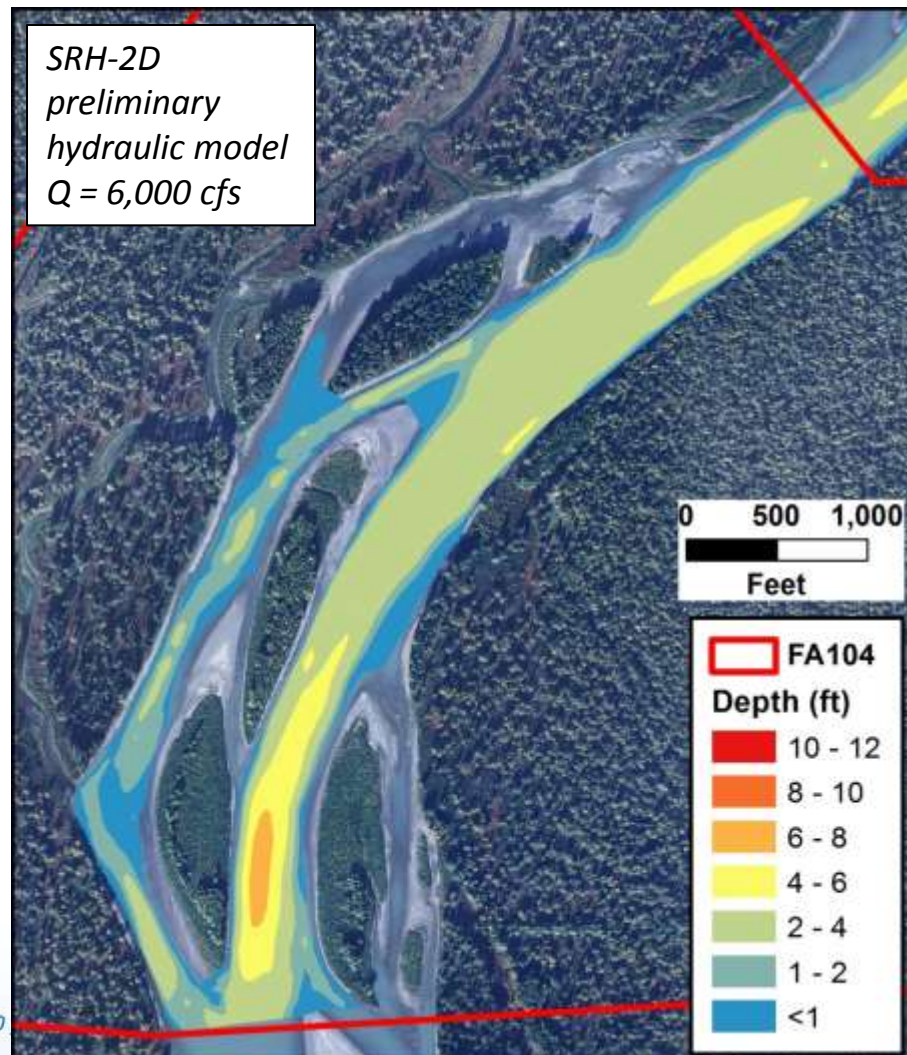 SRH-2D
preliminary
hydraulic model
Q = 6,000 cfs
0 500 1,000
Feet
FA104
Depth (ft)
10 - 12
8 - 10
6 - 8
4 - 6
2 - 4
1 - 2
<1